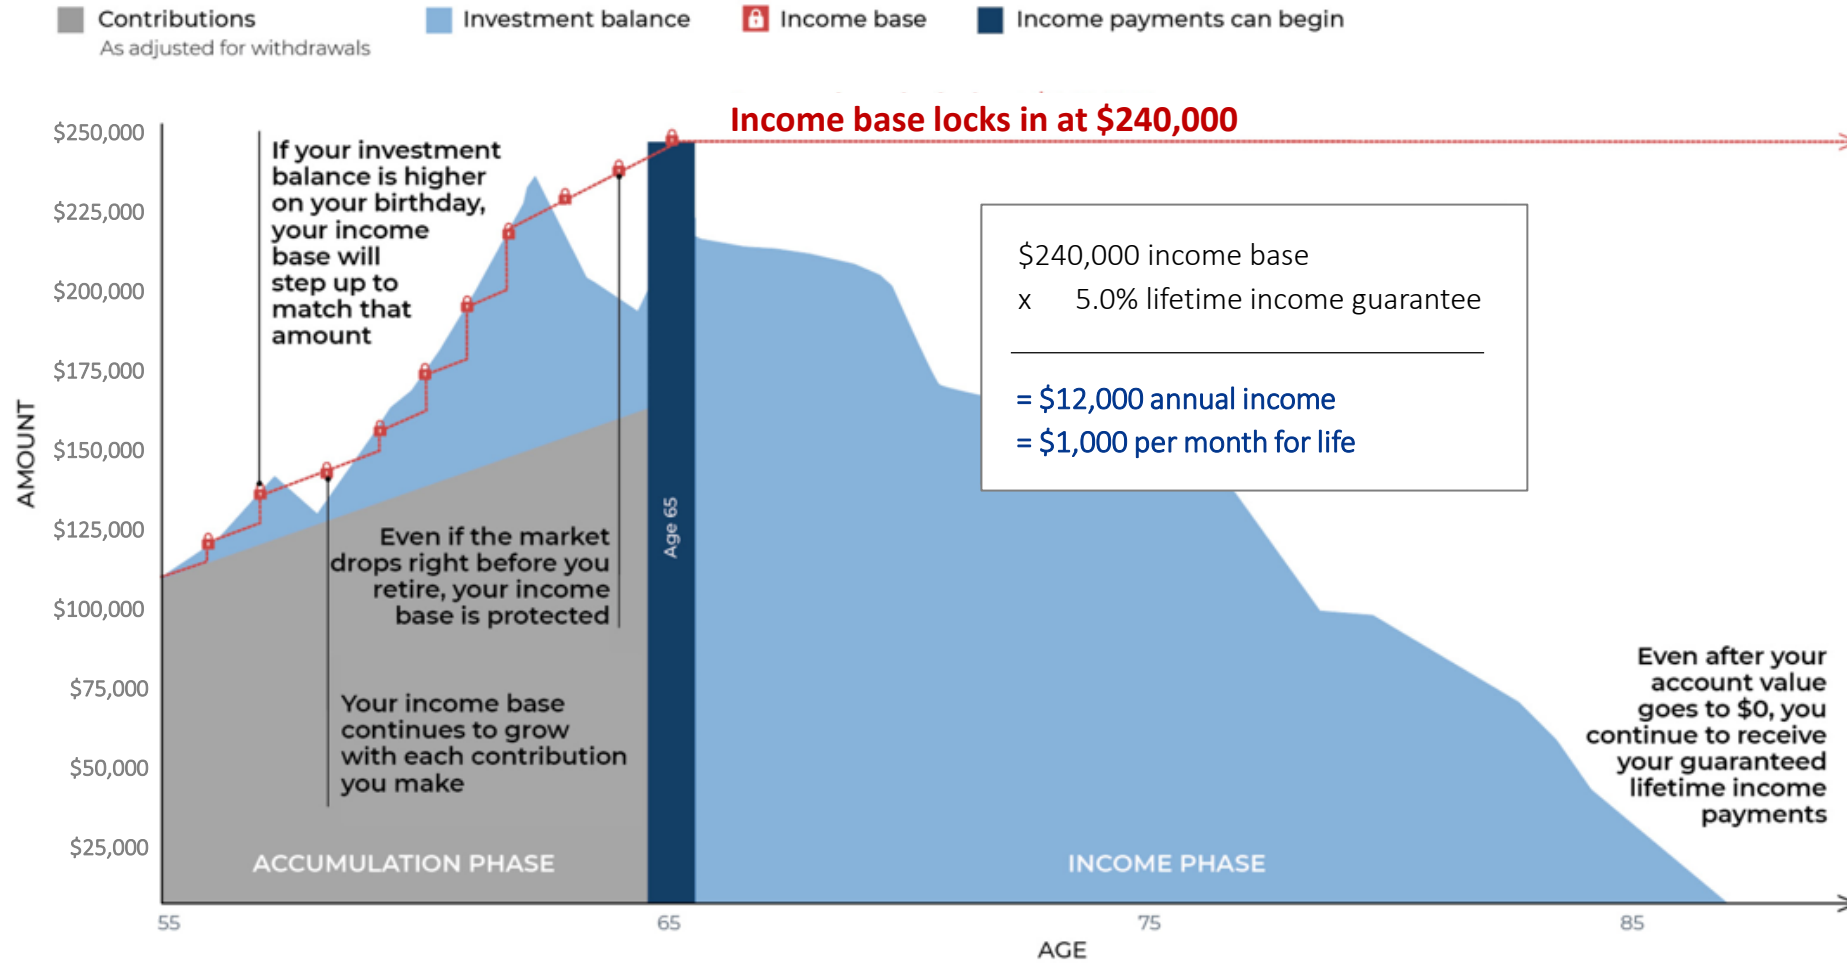 Contributions
As adjusted for withdrawals
Investment balance
Income base
Income payments can begin
Income base locks in at $240,000
$250,000
$225,000
$200,000
$175,000
$150,000
$125,000
$100,000
$75,000
$50,000
$25,000
AMOUNT
If your investment
balance is higher
on your birthday,
your income
base will
step up to
match that
amount
Even if the market
drops right before you
retire, your income
base is protected
Your income base
continues to grow
with each contribution
you make
ACCUMULATION PHASE
Age 65
$240,000 income base
x 5.0% lifetime income guarantee
= $12,000 annual income
= $1,000 per month for life
INCOME PHASE
Even after your
account value
goes to $0, you
continue to receive
your guaranteed
lifetime income
payments
55
65
75
85
AGE